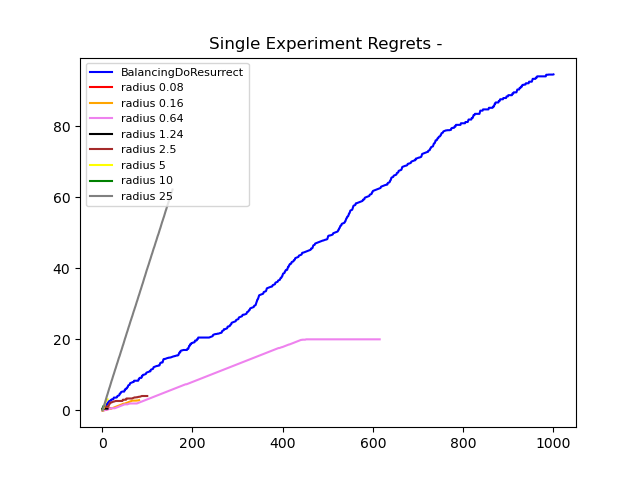 Single Experiment Regrets -
BalancingDoResurrect
radius 0.08
radius 0.16
radius 0.64
radius 1.24
radius 2.5
radius 5
radius 10
radius 25
80
60
40
20
0
0 200 400 600 800 1000